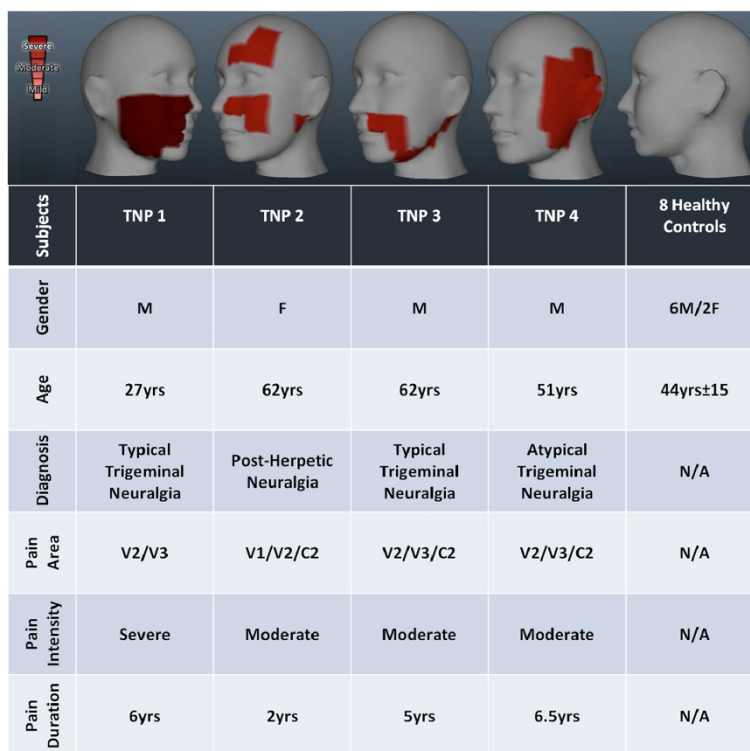 Severe
Moderate
Mild
Subjects
TNP 1
TNP 2
TNP 3
TNP 4
8 Healthy
Controls
Gender
M
F
M
M
6M/2F
Age
27yrs
62yrs
62yrs
51yrs
44yrs±15
Diagnosis
Typical
Trigeminal
Neuralgia
Post-Herpetic
Neuralgia
Typical
Trigeminal
Neuralgia
Atypical
Trigeminal
Neuralgia
N/A
Pain
Area
V2/V3
V1/V2/C2
V2/V3/C2
V2/V3/C2
N/A
Pain
Intensity
Severe
Moderate
Moderate
Moderate
N/A
Pain
Duration
6yrs
2yrs
5yrs
6.5yrs
N/A